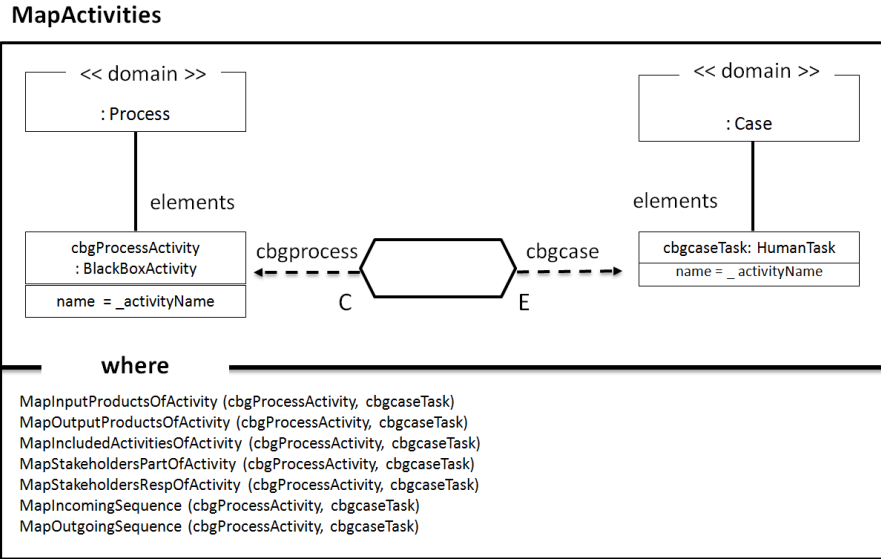 MapActivities
<< domain >>
: Process
<< domain >>
: Case
elements
elements
cbgProcessActivity
: BlackBoxActivity
name = _activityName
cbgprocess
cbgcase
C
E
cbgcaseTask: HumanTask
name = _ activityName
where
MapInputProductsOfActivity (cbgProcessActivity, cbgcaseTask)
MapOutputProductsOfActivity (cbgProcessActivity, cbgcaseTask)
MapIncludedActivitiesOfActivity (cbgProcessActivity, cbgcaseTask)
MapStakeholdersPartOfActivity (cbgProcessActivity, cbgcaseTask)
MapStakeholdersRespOfActivity (cbgProcessActivity, cbgcaseTask)
MapIncomingSequence (cbgProcessActivity, cbgcaseTask)
MapOutgoingSequence (cbgProcessActivity, cbgcaseTask)